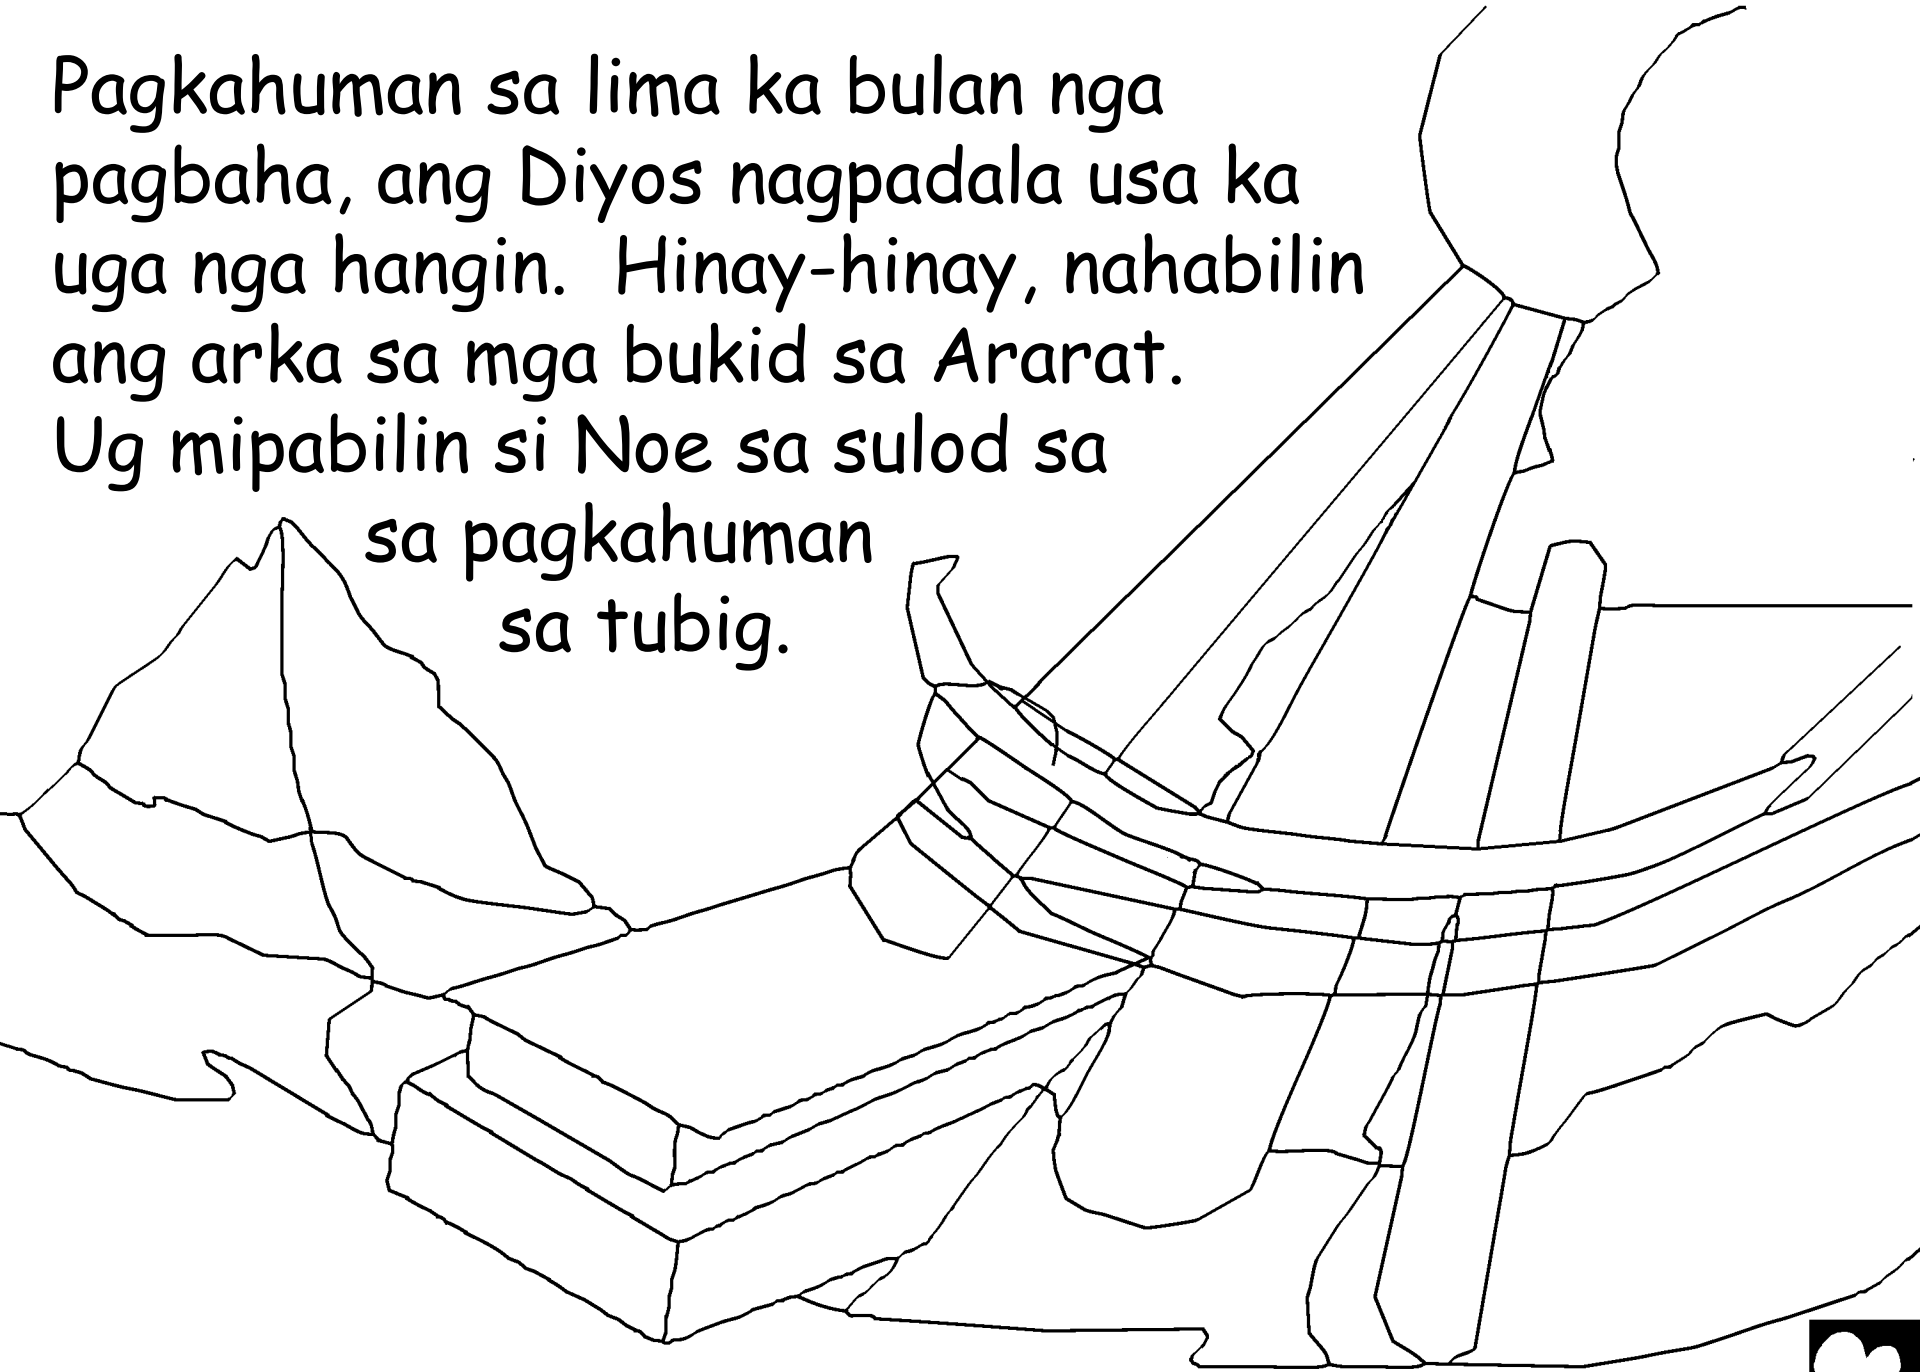 Pagkahuman sa lima ka bulan nga
pagbaha, ang Diyos nagpadala usa ka
uga nga hangin.  Hinay-hinay, nahabilin
ang arka sa mga bukid sa Ararat.
Ug mipabilin si Noe sa sulod sa
sa pagkahuman
sa tubig.